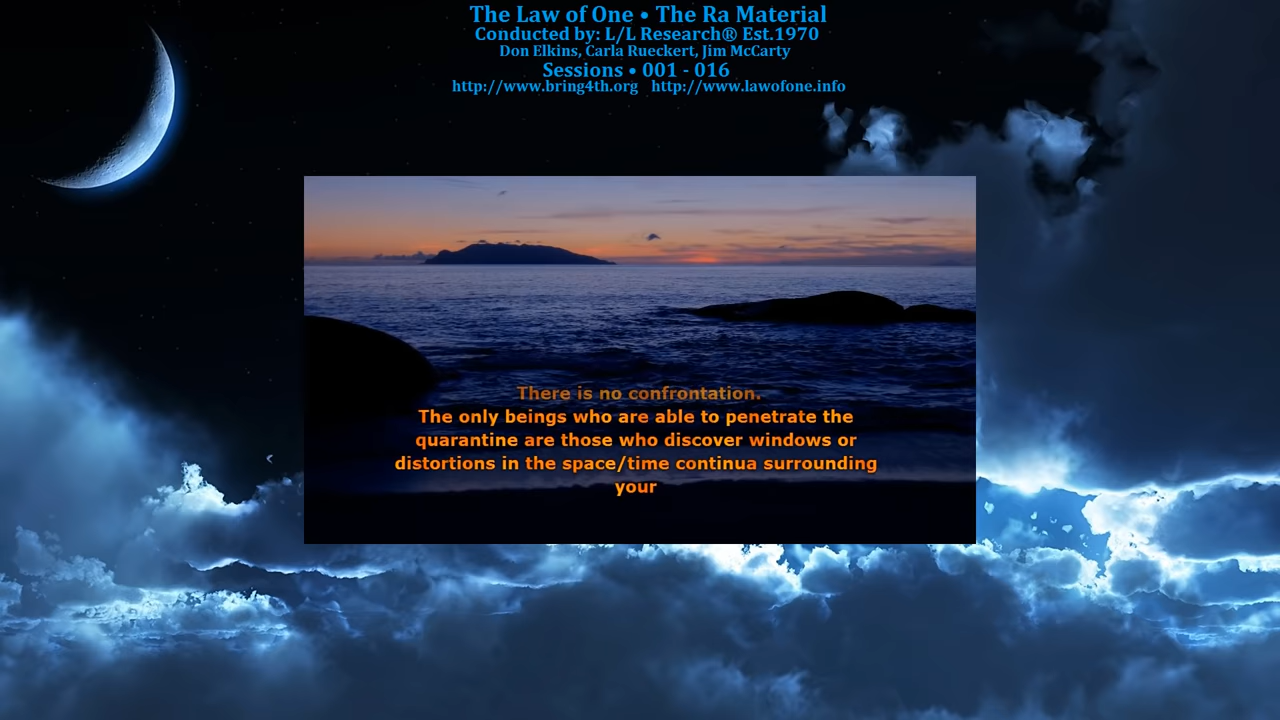 The Law of One • The Ra Material
Conducted by: L/L Research® Est.1970
Don Elkins, Carla Rueckert, Jim McCarty
Sessions • 001 - 016
http://www.bring4th.org http://www.lawofone.info
There is no confrontation.
The only beings who are able to penetrate the
quarantine are those who discover windows or
distortions in the space/time continua surrounding
your